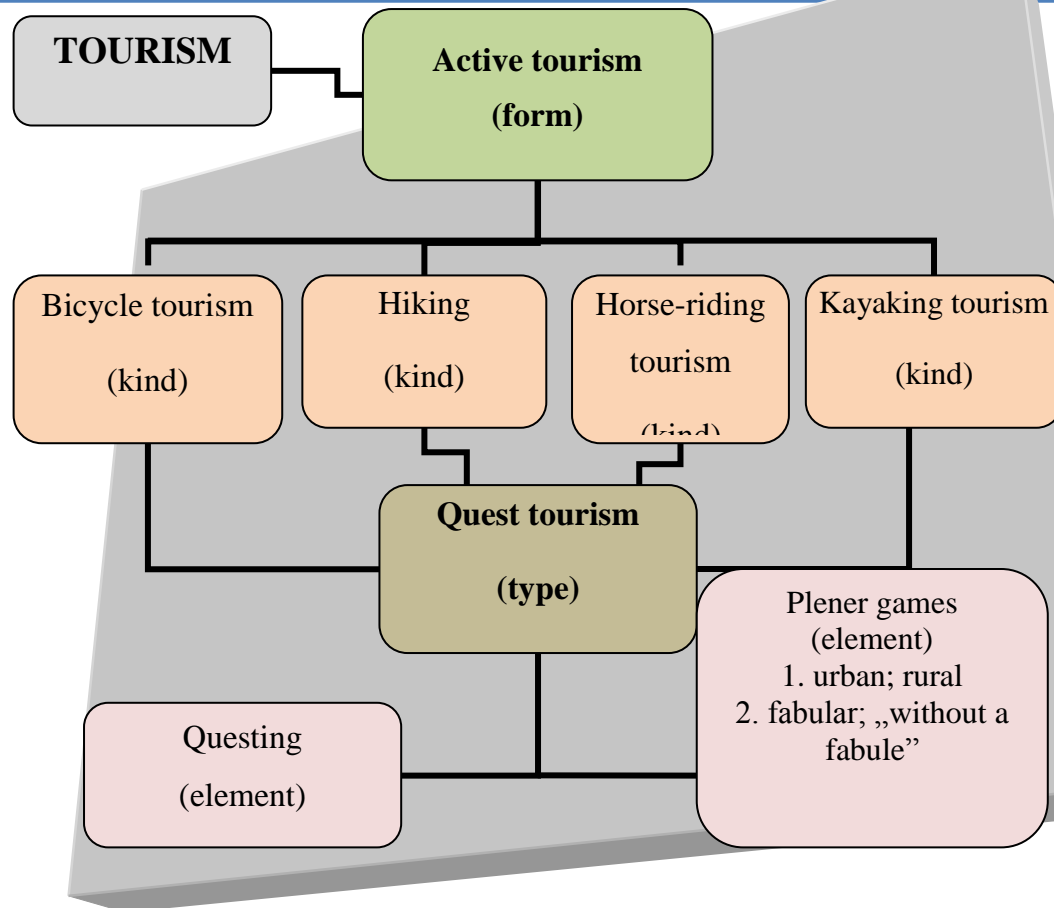 TOURISM
Active tourism
(form)
Bicycle tourism
(kind)
Hiking
(kind)
Horse-riding
tourism
(kind)
Kayaking tourism
(kind)
Quest tourism
(type)
Plener games
(element)
1. urban; rural
2. fabular; „without a
fabule”
Questing
(element)